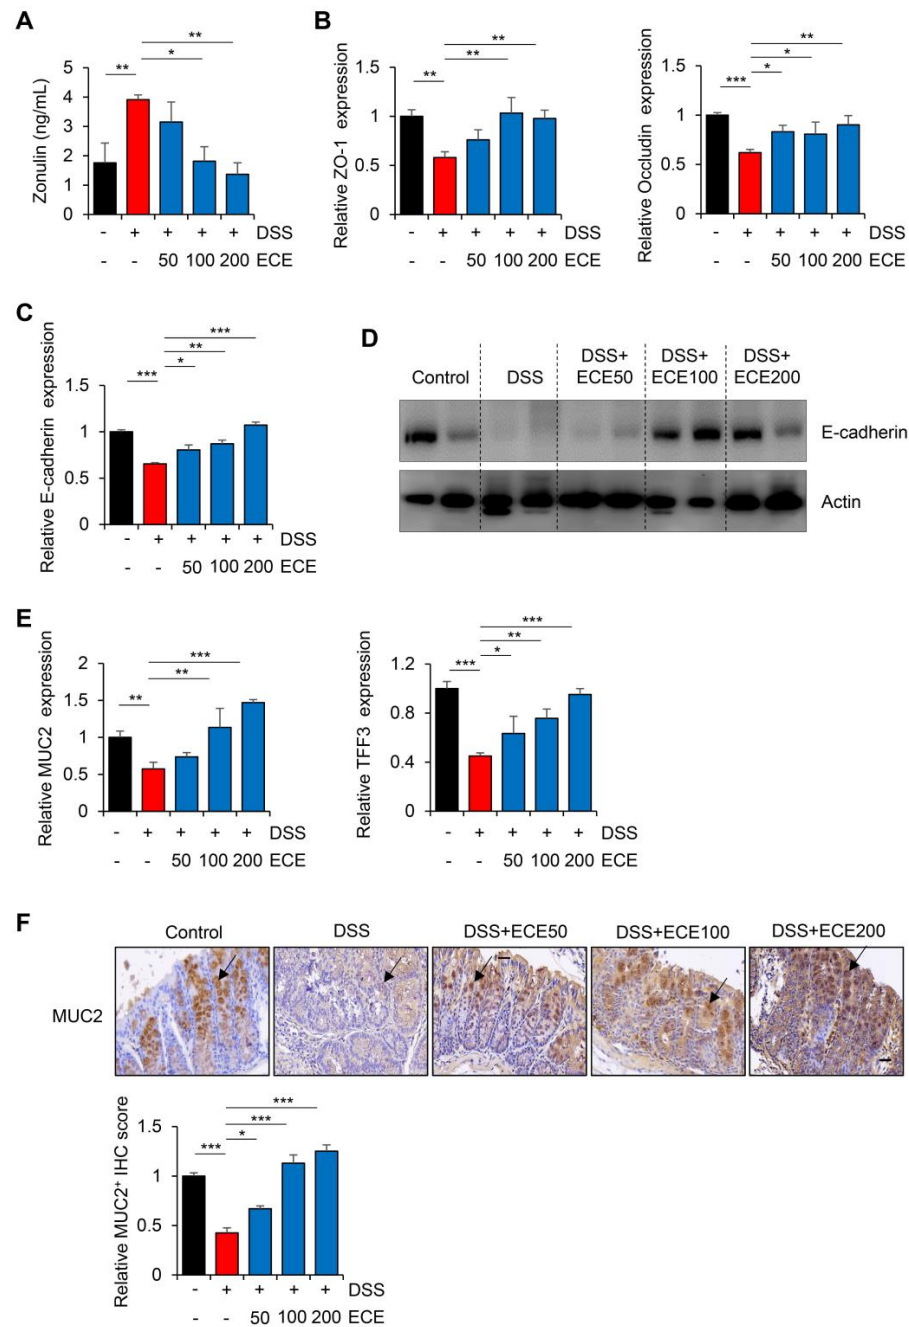 A
** 
** *
Zonulin (ng/mL)
5
4
3
2
1
0
- + + + + DSS
- - 50 100 200 ECE
B
**
**
**
Relative ZO-1 expression
1.5
1
0.5
0
- + + + + DSS
- - 50 100 200 ECE
**
*
*** *
Relative Occludin expression
1.5
1
0.5
0
- + + + + DSS
- - 50 100 200 ECE
C
***
**
*** *
Relative E-cadherin expression
1.5
1
0.5
0
- + + + + DSS
- - 50 100 200 ECE
D
Control DSS DSS+ECE50 DSS+ECE100 DSS+ECE200
E-cadherin
Actin
E
***
**
**
Relative MUC2 expression
2
1.5
1
0.5
0
- + + + + DSS
- - 50 100 200 ECE
***
**
*** *
Relative TFF3 expression
1.2
0.8
0.4
0
- + + + + DSS
- - 50 100 200 ECE
F
Control DSS DSS+ECE50 DSS+ECE100 DSS+ECE200
MUC2
***
***
*** *
Relative MUC2+ IHC score
1.5
1
0.5
0
- + + + + DSS
- - 50 100 200 ECE